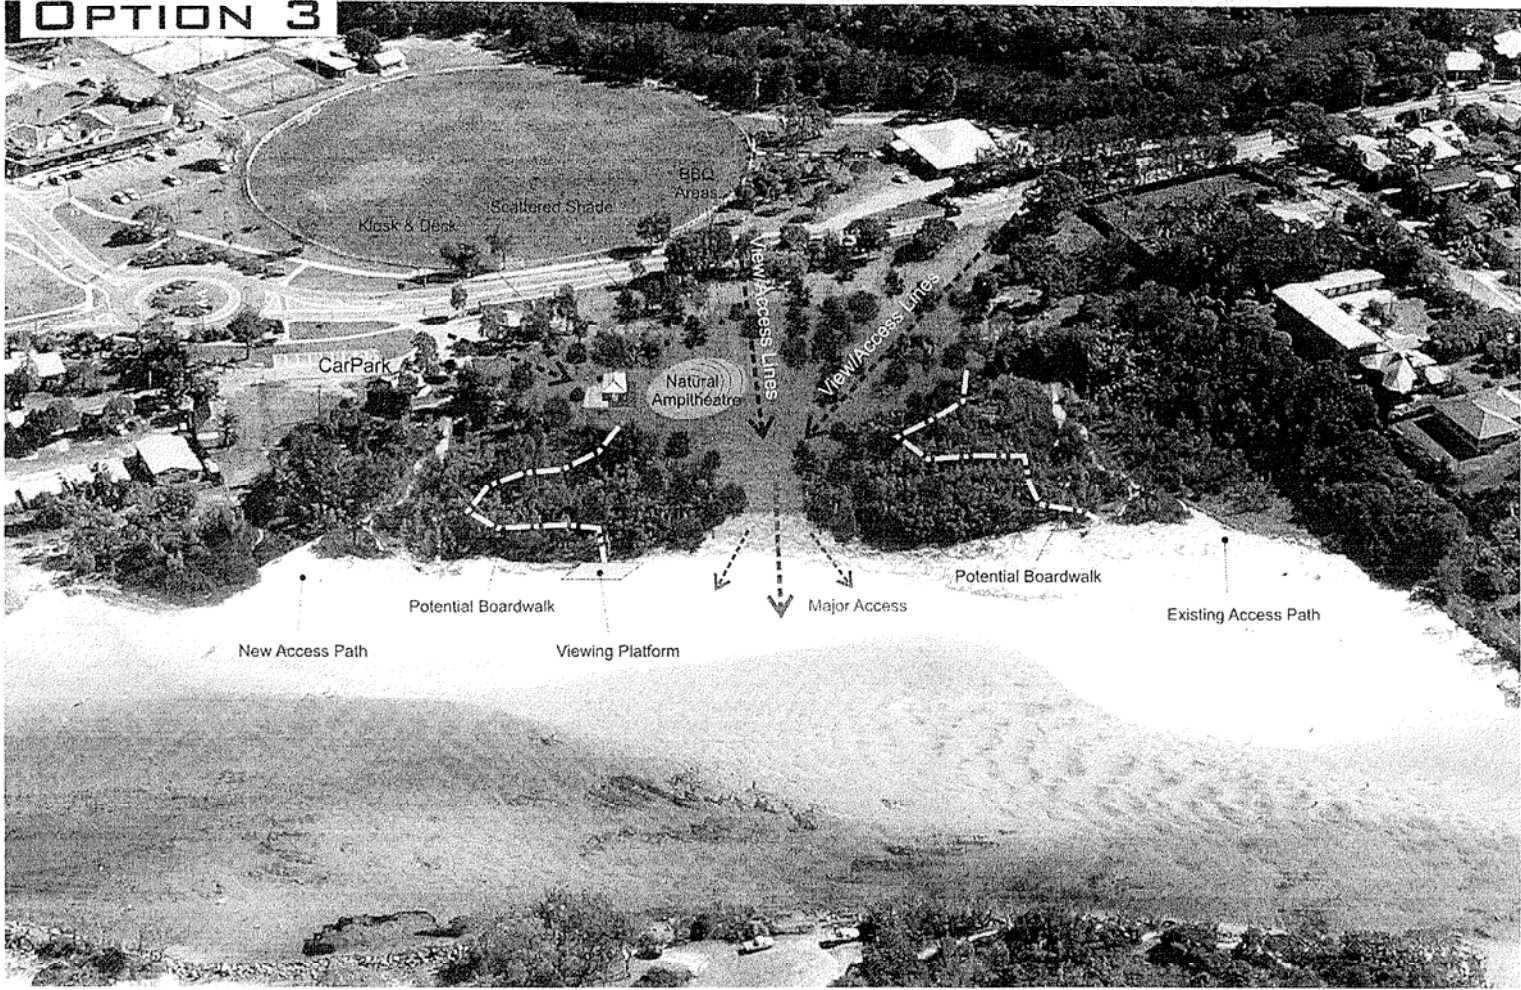 OPTION 3
BBQ
Areas
Scattered Shade
Kiosk & Desk
View/Access Lines
View/Access Lines
CarPark
Natural
Ampitheatre
Potential Boardwalk
Major Access
Potential Boardwalk
Existing Access Path
New Access Path
Viewing Platform